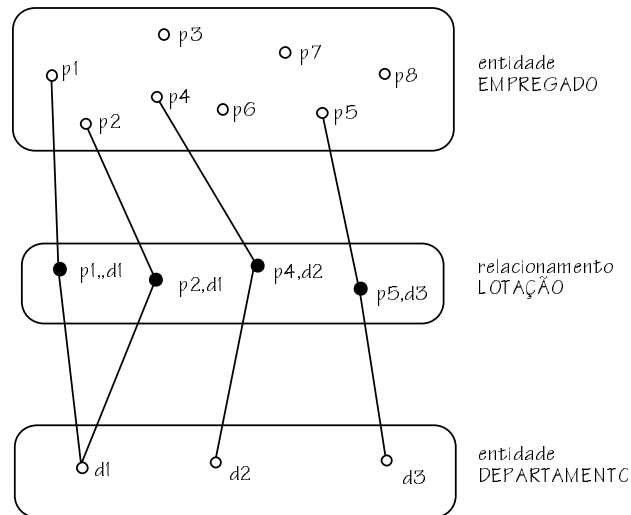 p3
p7
p1
p8
p4
p6
p5
p2
entidade
EMPREGADO
p1,,d1
p2,d1
p4,d2
p5,d3
relacionamento
LOTAÇÃO
d1
d2
d3
entidade
DEPARTAMENTO